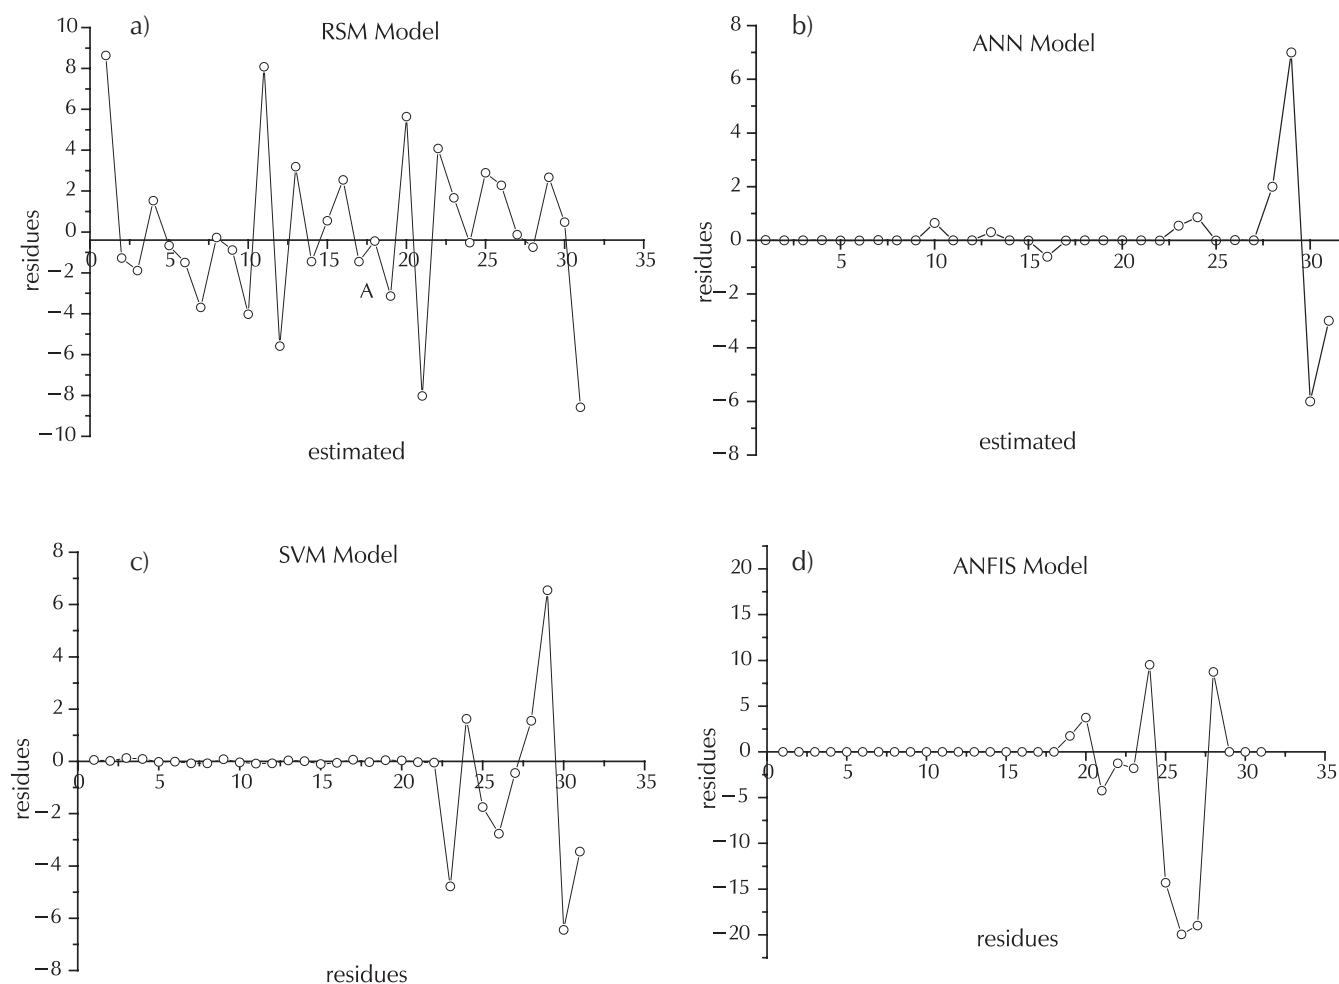 a)
RSM Model
10
8
6
4
2
0
−2
−4
−6
−8
−10
residues
0 5 10 15 20 25 30 35
A
estimated
b)
ANN Model
8
6
4
2
0
−2
−4
−6
−8
residues
5 10 15 20 25 30
estimated
c)
SVM Model
8
6
4
2
0
−2
−4
−6
−8
residues
0 5 10 15 20 25 30 35
residues
d)
ANFIS Model
20
15
10
5
0
−5
−10
−15
−20
residues
0 5 10 15 20 25 30 35
residues